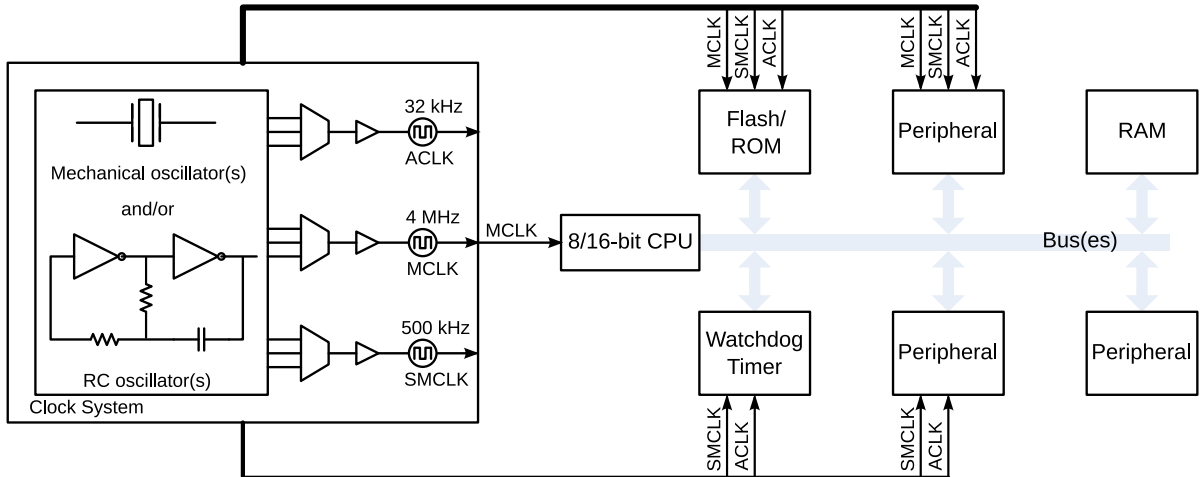 MCLK
SMCLK
ACLK
MCLK
SMCLK
ACLK
32 kHz
ACLK
Flash/
ROM
Peripheral
RAM
Mechanical oscillator(s)
and/or
4 MHz
MCLK
MCLK
8/16-bit CPU
Bus(es)
500 kHz
SMCLK
Watchdog
Timer
Peripheral
Peripheral
RC oscillator(s)
Clock System
SMCLK
ACLK
SMCLK
ACLK